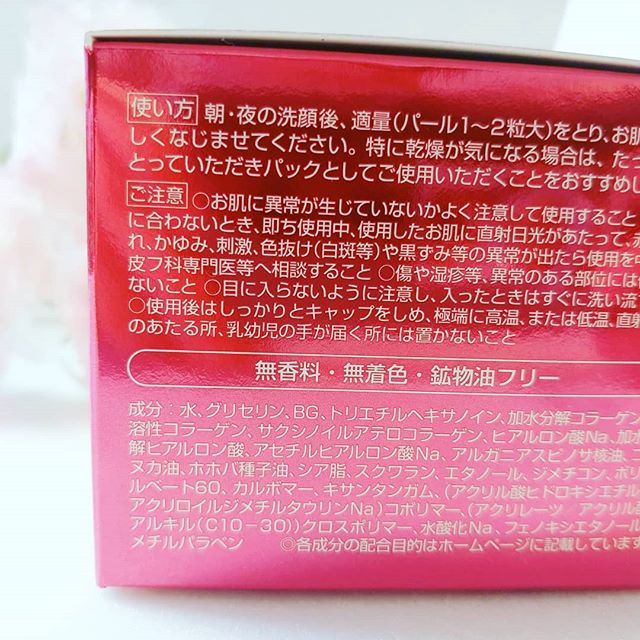 使い方 朝・夜の洗顔後、適量(パール1〜2粒大)をとり、お肌
しくなじませてください。特に乾燥が気になる場合は、たっ
とっていただきパックとしてご使用いただくことをおすすめし
ご注意 ○お肌に異常が生じていないかよく注意して使用すること
に合わないとき、即ち使用中、使用したお肌に直射日光があたって、
れ、かゆみ、刺激、色抜け(白斑等)や黒ずみ等の異常が出たら使用を中
皮フ科専門医等へ相談すること ○傷や湿疹等、異常のある部位には
ないこと ○目に入らないように注意し、入ったときはすぐに洗い流
○使用後はしっかりとキャップをしめ、極端に高温、または低温、直射
のあたる所、乳幼児の手が届く所には置かないこと
無香料・無着色・鉱物油フリー
成分:水、グリセリン、BG、トリエチルヘキサノイン、加水分解コラーゲン
溶性コラーゲン、サクシノイルアテロコラーゲン、ヒアルロン酸Na、加水
解ヒアルロン酸、アセチルヒアルロン酸Na、アルガニアスピノサ核油、コ
ヌカ油、ホホバ種子油、シア脂、スクワラン、エタノール、ジメチコン、ポリ
ルベート60、カルボマー、キサンタンガム、(アクリル酸ヒドロキシエチル
アクリロイルジメチルタウリンNa)コポリマー、(アクリレーツ アクリル酸
アルキル(C10-30))クロスポリマー、水酸化Na、フェノキシエタノール
メチルパラベン ◎各成分の配合目的はホームページに記載しています